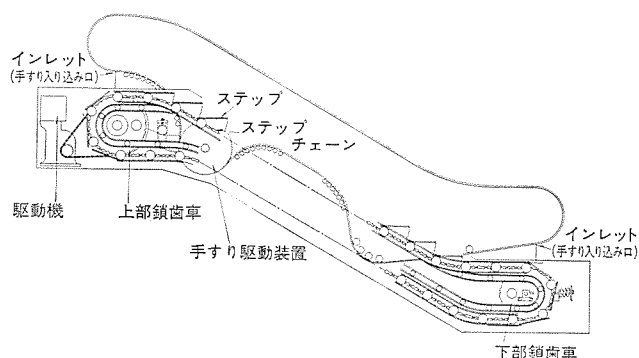 インレット
(手すり入り込み口)
ステップ
ステップ
チェーン
駆動機
上部鎖歯車
手すり駆動装置
インレット
(手すり入り込み口)
下部鎖歯車